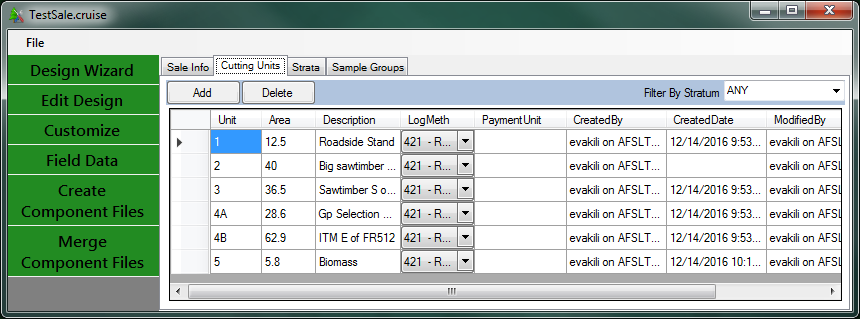 TestSale.cruise
File
Design Wizard
Edit Design
Customize
Field Data
Create
Component Files
Merge
Component Files
Sale Info Cutting Units Strata Sample Groups
Add Delete Filter By Stratum ANY
Unit Area Description LogMeth PaymentUnit CreatedBy CreatedDate ModifiedBy
1 12.5 Roadside Stand 421 - R... evakili on AFSLT... 12/14/2016 9:53... evakili on AFSL
2 40 Big sawtimber ... 421 - R... evakili on AFSLT... evakili on AFSL
3 36.5 Sawtimber S o... 421 - R... evakili on AFSLT... 12/14/2016 9:53... evakili on AFSL
4A 28.6 Gp Selection ... 421 - R... evakili on AFSLT... 12/14/2016 9:53... evakili on AFSL
4B 62.9 ITM E of FR512 421 - R... evakili on AFSLT... 12/14/2016 9:53... evakili on AFSL
5 5.8 Biomass 421 - R... evakili on AFSLT... 12/14/2016 10:1... evakili on AFSL